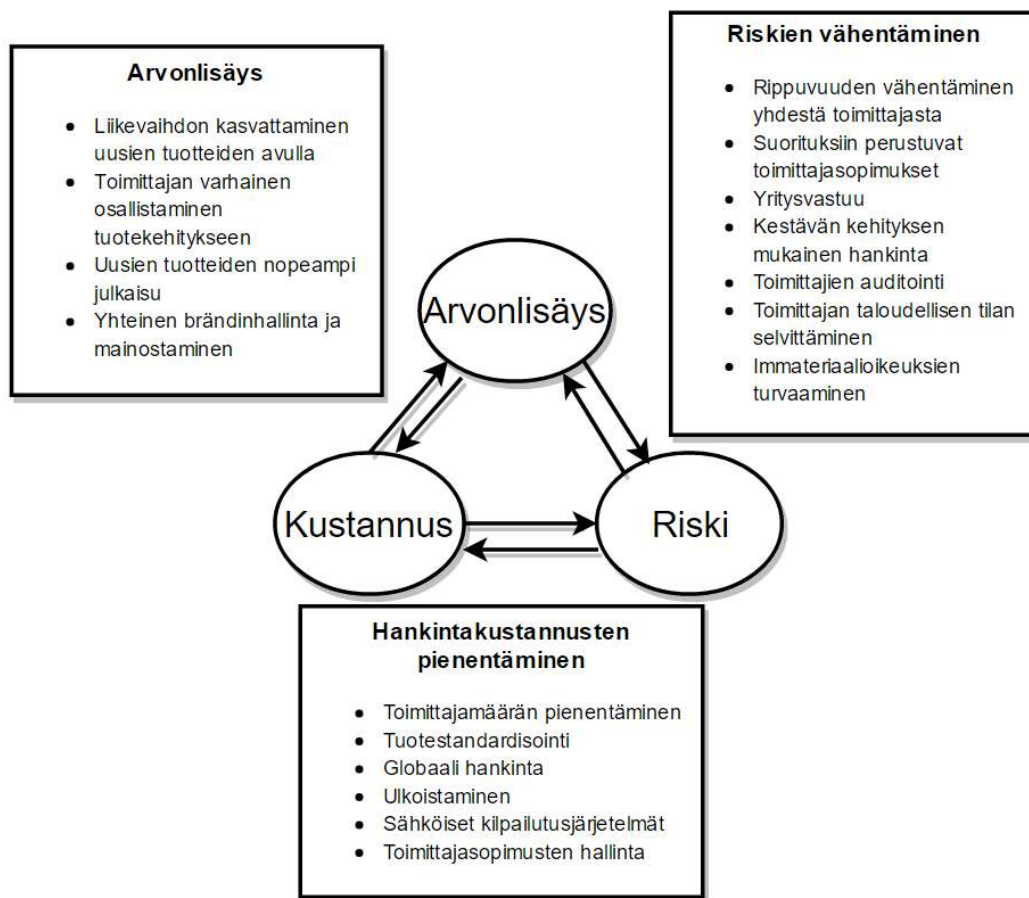 Arvonlisäys
• Liikevaihdon kasvattaminen
uusien tuotteiden avulla
• Toimittajan varhainen
osallistaminen
tuotekehitykseen
• Uusien tuotteiden nopeampi
julkaisu
• Yhteinen brändinhallinta ja
mainostaminen
Riskien vähentäminen
• Rippuvuuden vähentäminen
yhdestä toimittajasta
• Suorituksiin perustuvat
toimittajasopimukset
• Yritysvastuu
• Kestävän kehityksen
mukainen hankinta
• Toimittajien auditointi
• Toimittajan taloudellisen tilan
selvittäminen
• Immateriaalioikeuksien
turvaaminen
Arvonlisäys
Kustannus
Riski
Hankintakustannusten
pienentäminen
• Toimittajamäärän pienentäminen
• Tuotestandardisointi
• Globaali hankinta
• Ulkoistaminen
• Sähköiset kilpailutusjärjetelmät
• Toimittajasopimusten hallinta